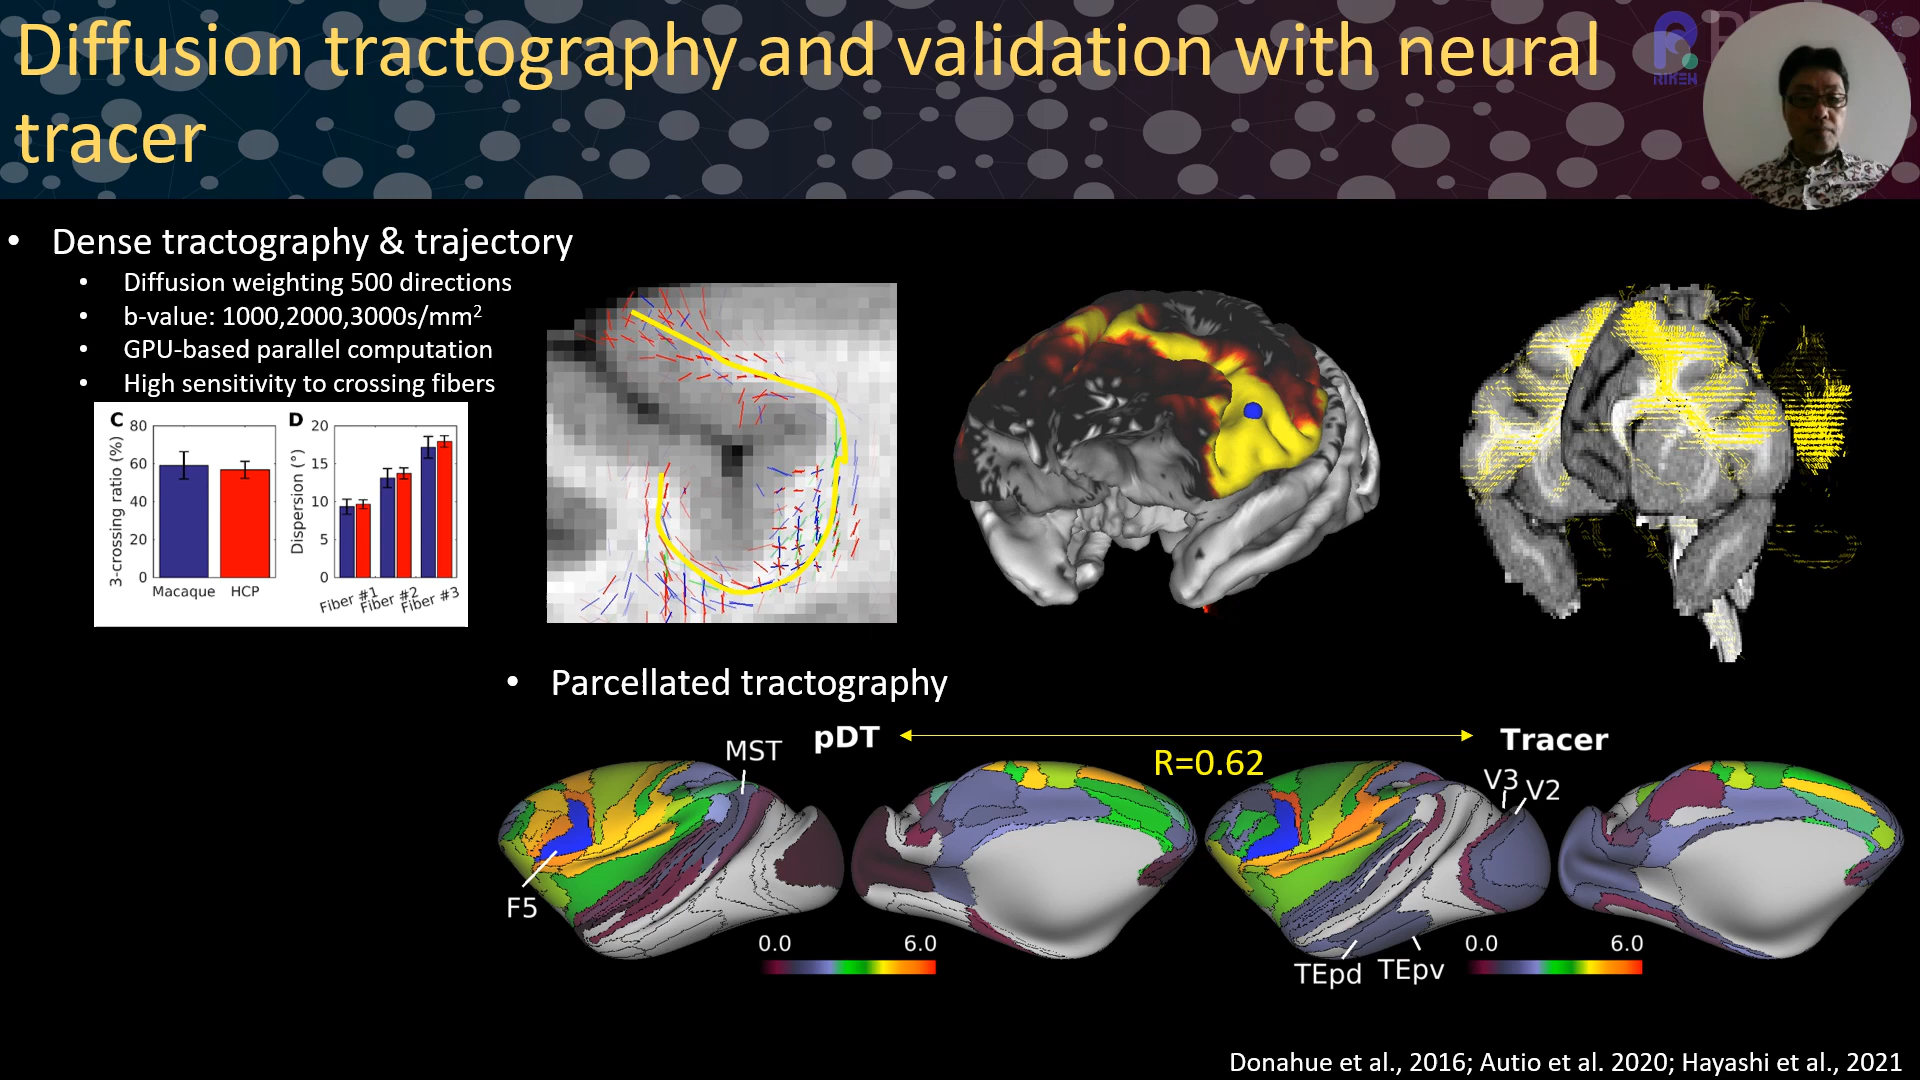 Diffusion tractography and validation with neural
tracer
RIKEN
• Dense tractography & trajectory
• Diffusion weighting 500 directions
• b-value: 1000,2000,3000s/mm²
• GPU-based parallel computation
• High sensitivity to crossing fibers
C
3-crossing ratio (%)
80
60
40
20
0
Macaque HCP
D
Dispersion (°)
20
15
10
5
0
Fiber #1 Fiber #2 Fiber #3
• Parcellated tractography
pDT
R=0.62
Tracer
MST
F5
0.0 6.0
V3 V2
TEpd TEpv
0.0 6.0
Donahue et al., 2016; Autio et al. 2020; Hayashi et al., 2021